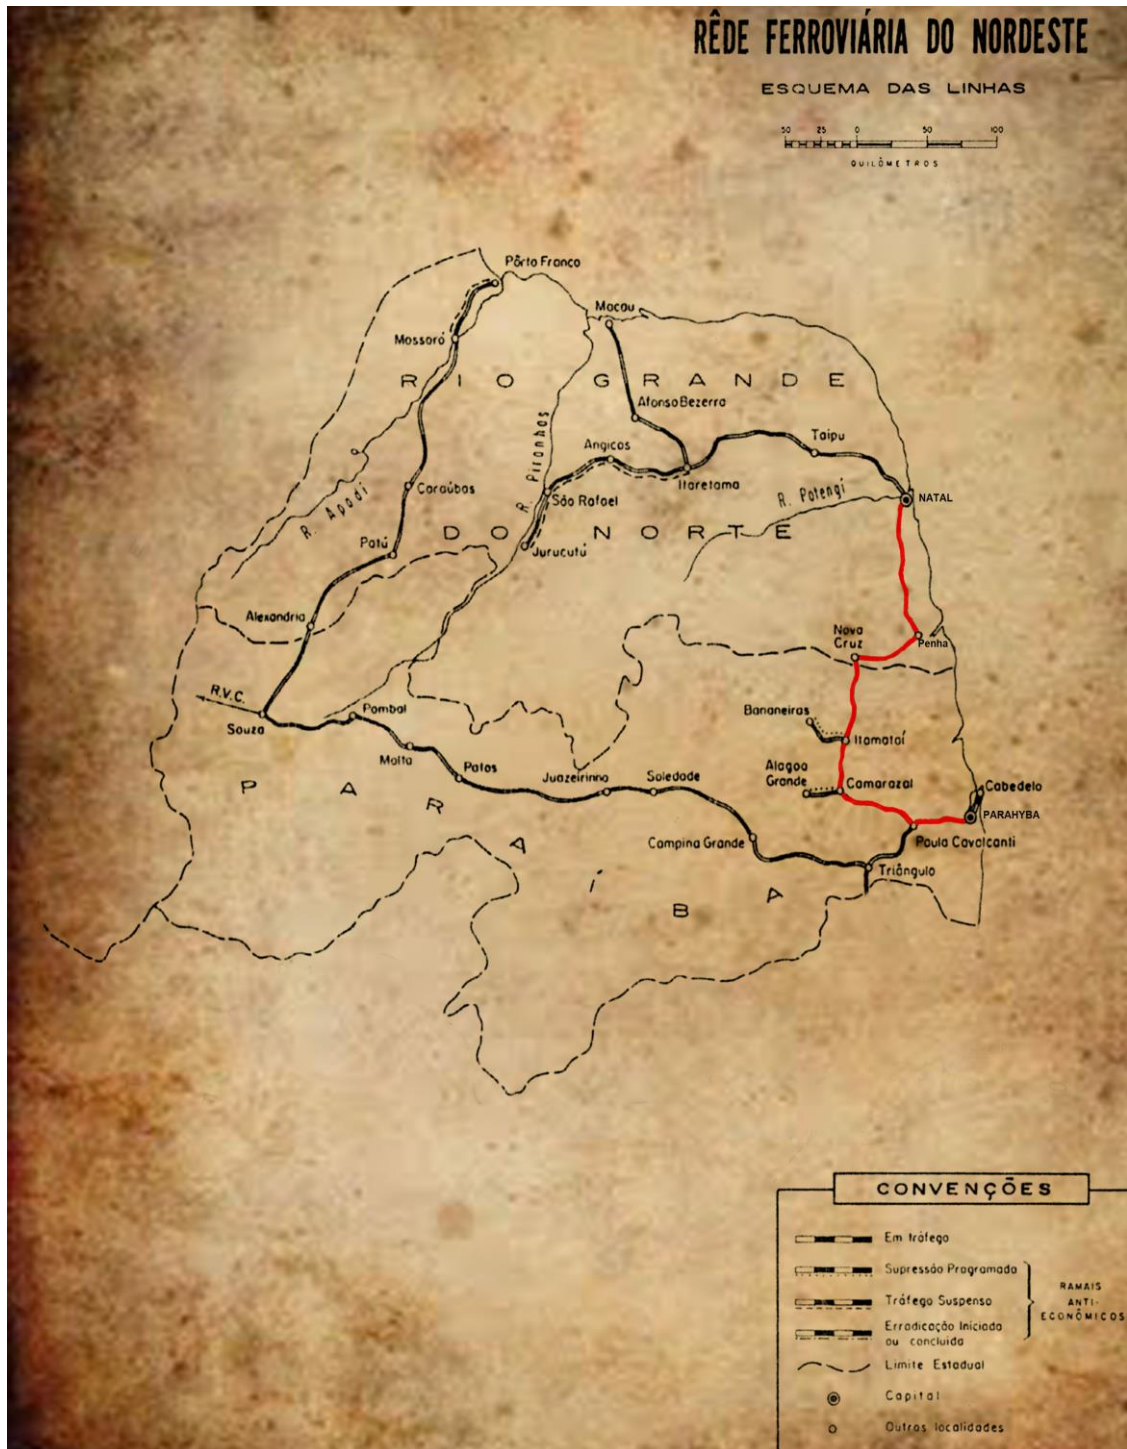 RÊDE FERROVIÁRIA DO NORDESTE
ESQUEMA DAS LINHAS
50 25 0 50 100
QUILÔMETROS
Pôrto Franco
Macau
Mossoró
RIO GRANDE
Afonso Bezerra
R. Piranhas
Angicos
Taipu
Itaretama
R. Apodi
Caraúbas
São Rafael
R. Potengí
NATAL
DO NORTE
Patú
Jurucutú
Alexandria
Nova
Cruz
Penha
R.V.C.
Souza
Pombal
Bananeiras
Itamataí
Malta
Patos
Juazeirinho
Soledade
Alagoa
Grande
Camarazal
Cabedelo
PARAHYBA
PARAÍBA
Campina Grande
Paula Cavalcanti
Triângulo
CONVENÇÕES
Em tráfego
Supressão Programada
Tráfego Suspenso
Erradicação Iniciada
ou concluida
RAMAIS
ANTI-
ECONÔMICOS
Limite Estadual
Capital
Outras localidades